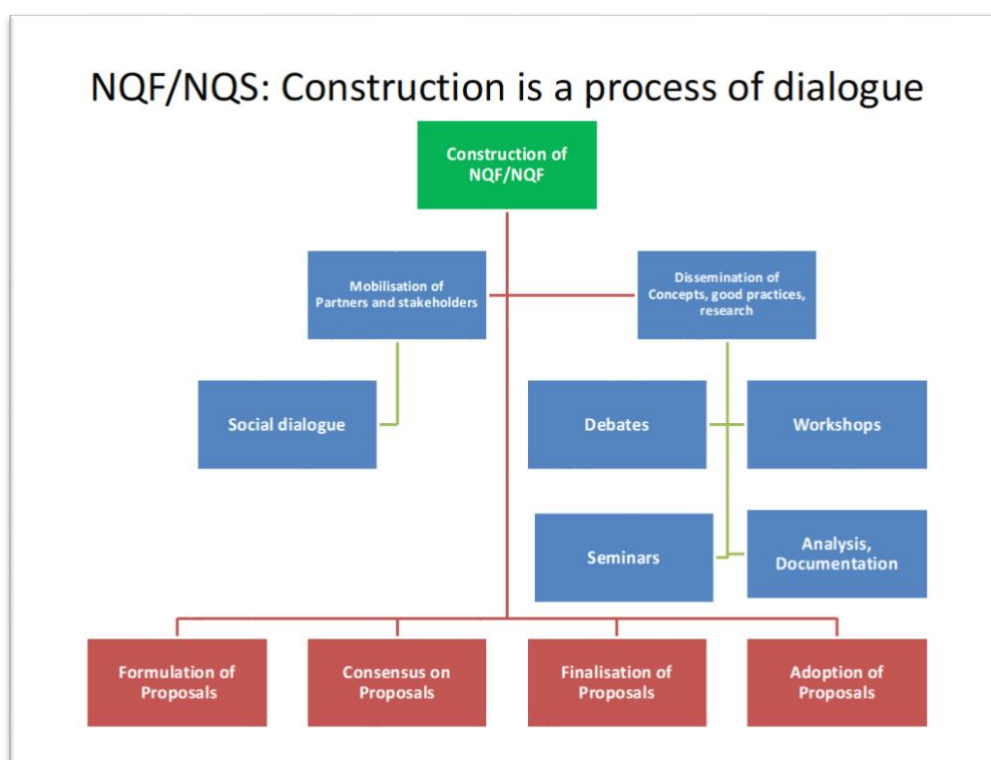 NQF/NQS: Construction is a process of dialogue
Construction of
NQF/NQF
Mobilisation of
Partners and stakeholders
Dissemination of
Concepts, good practices,
research
Social dialogue
Debates
Workshops
Seminars
Analysis,
Documentation
Formulation of
Proposals
Consensus on
Proposals
Finalisation of
Proposals
Adoption of
Proposals